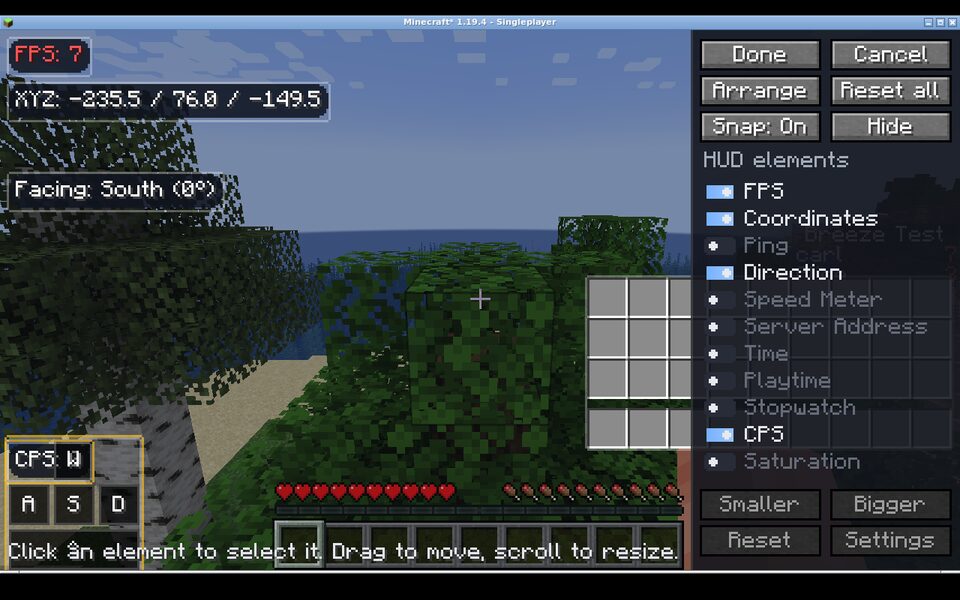 Minecraft* 1.19.4 - Singleplayer
FPS: 7
XYZ: -235.5 / 76.0 / -149.5
Facing: South (0°)
Done
Cancel
Arrange
Reset all
Snap: On
Hide
HUD elements
FPS
Coordinates
Ping
Direction
Speed Meter
Server Address
Time
Playtime
Stopwatch
CPS
Saturation
Smaller
Bigger
Reset
Settings
CPS W
A S D
Click an element to select it. Drag to move, scroll to resize.